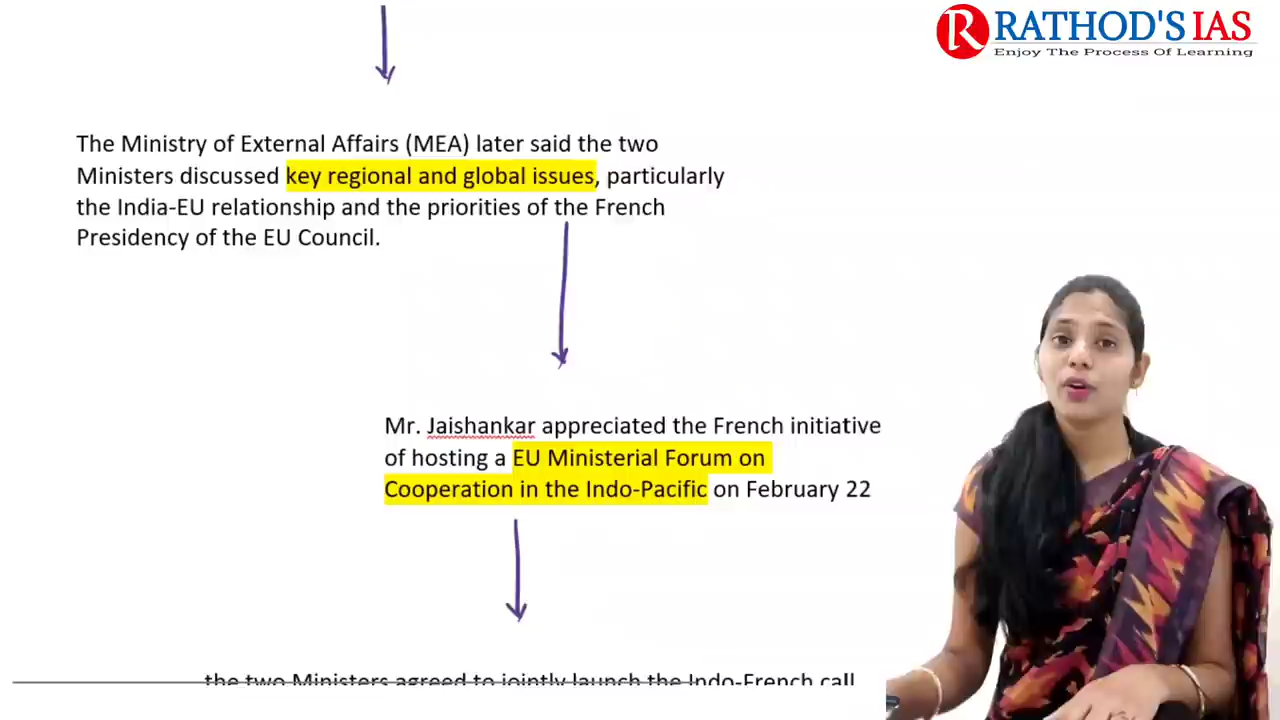 RATHOD'S IAS
Enjoy The Process Of Learning
The Ministry of External Affairs (MEA) later said the two
Ministers discussed key regional and global issues, particularly
the India-EU relationship and the priorities of the French
Presidency of the EU Council.
Mr. Jaishankar appreciated the French initiative
of hosting a EU Ministerial Forum on
Cooperation in the Indo-Pacific on February 22
the two Ministers agreed to jointly launch the Indo-French call